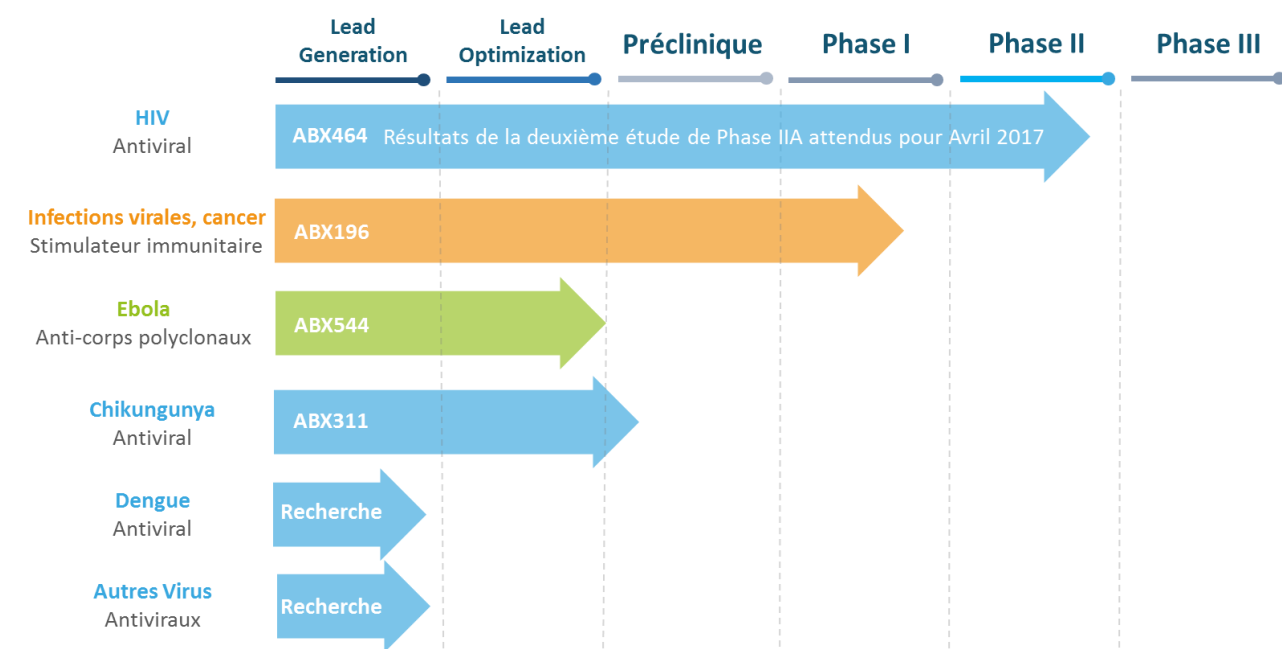 Lead
Generation
Lead
Optimization
Préclinique
Phase I
Phase II
Phase III
HIV
Antiviral
ABX464 Résultats de la deuxième étude de Phase IIA attendus pour Avril 2017
Infections virales, cancer
Stimulateur immunitaire
ABX196
Ebola
Anti-corps polyclonaux
ABX544
Chikungunya
Antiviral
ABX311
Dengue
Antiviral
Recherche
Autres Virus
Antiviraux
Recherche